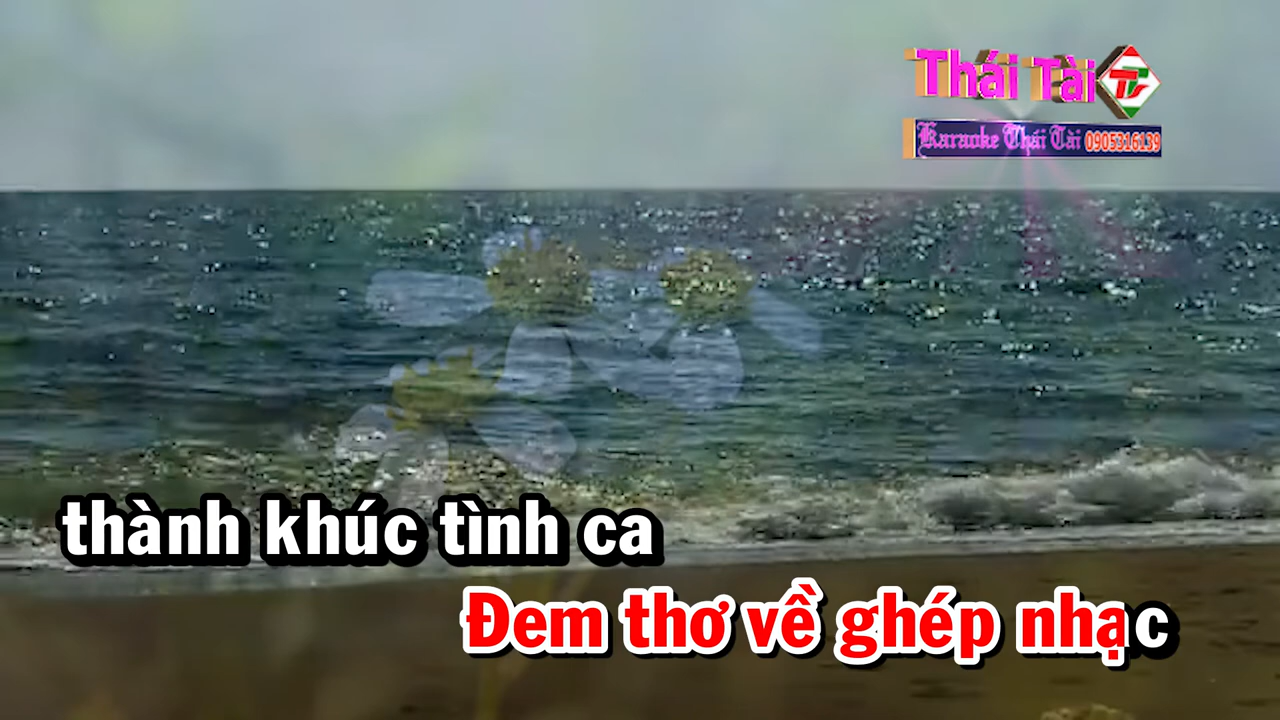 Thái Tài
Karaoke Thái Tài 0905316139
thành khúc tình ca
Đem thơ về ghép nhạc